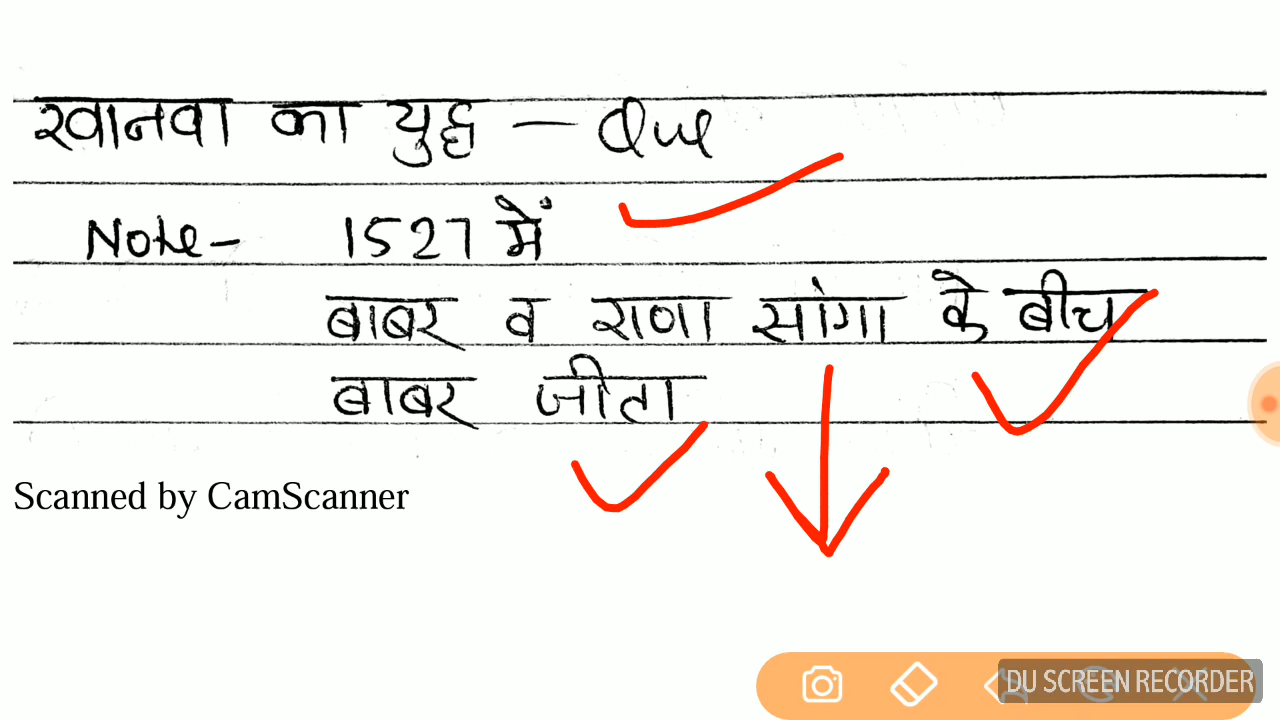 खानवा का युद्ध – Que
Note- 1527 में
बाबर व राणा सांगा के बीच
बाबर जीता
Scanned by CamScanner
DU SCREEN RECORDER